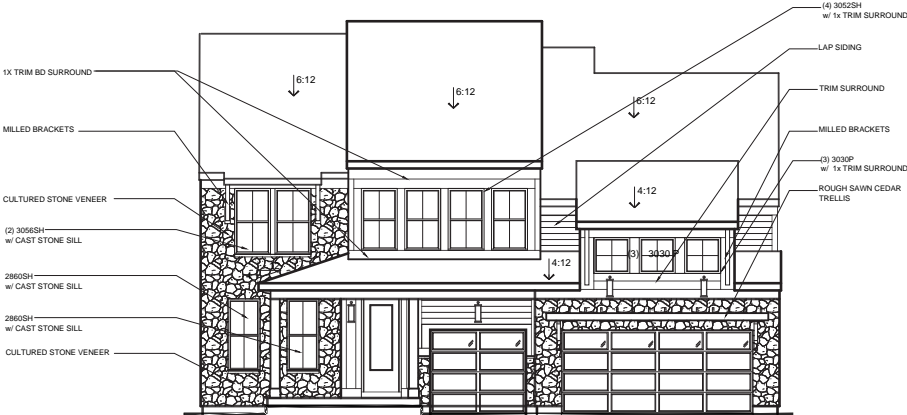 1X TRIM BD SURROUND
MILLED BRACKETS
CULTURED STONE VENEER
(2) 3056SH
w/ CAST STONE SILL
2860SH
w/ CAST STONE SILL
2860SH
w/ CAST STONE SILL
CULTURED STONE VENEER
6:12
6:12
6:12
4:12
4:12
(3) 3030 P
(4) 3052SH
w/ 1x TRIM SURROUND
LAP SIDING
TRIM SURROUND
MILLED BRACKETS
(3) 3030P
w/ 1x TRIM SURROUND
ROUGH SAWN CEDAR
TRELLIS